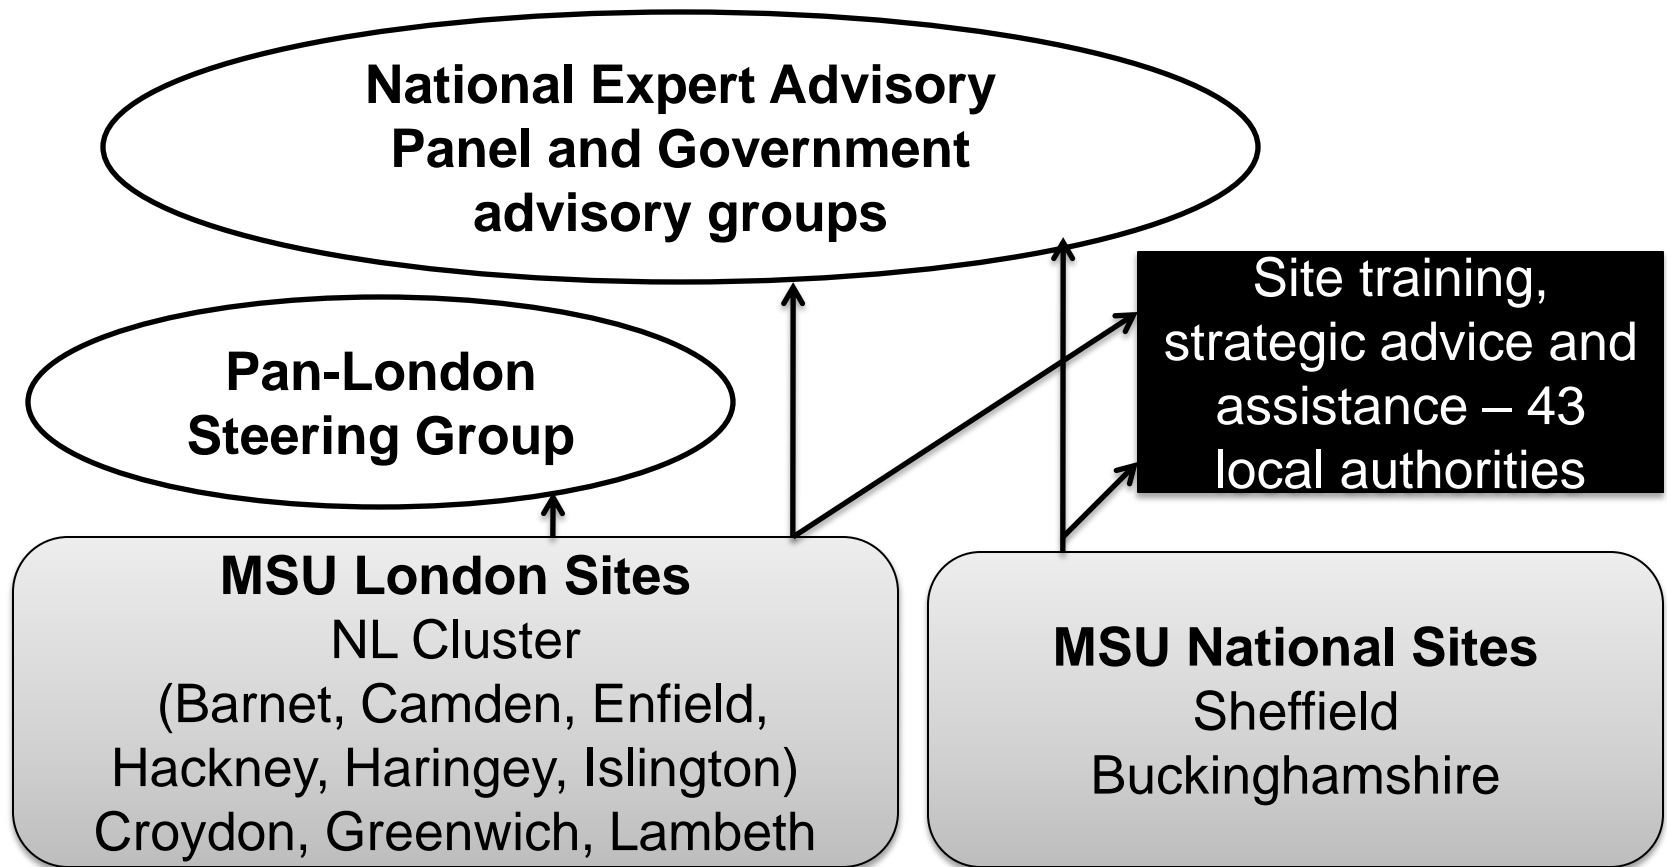 National Expert Advisory
Panel and Government
advisory groups
Site training,
strategic advice and
assistance – 43
local authorities
Pan-London
Steering Group
MSU London Sites
NL Cluster
(Barnet, Camden, Enfield,
Hackney, Haringey, Islington)
Croydon, Greenwich, Lambeth
MSU National Sites
Sheffield
Buckinghamshire